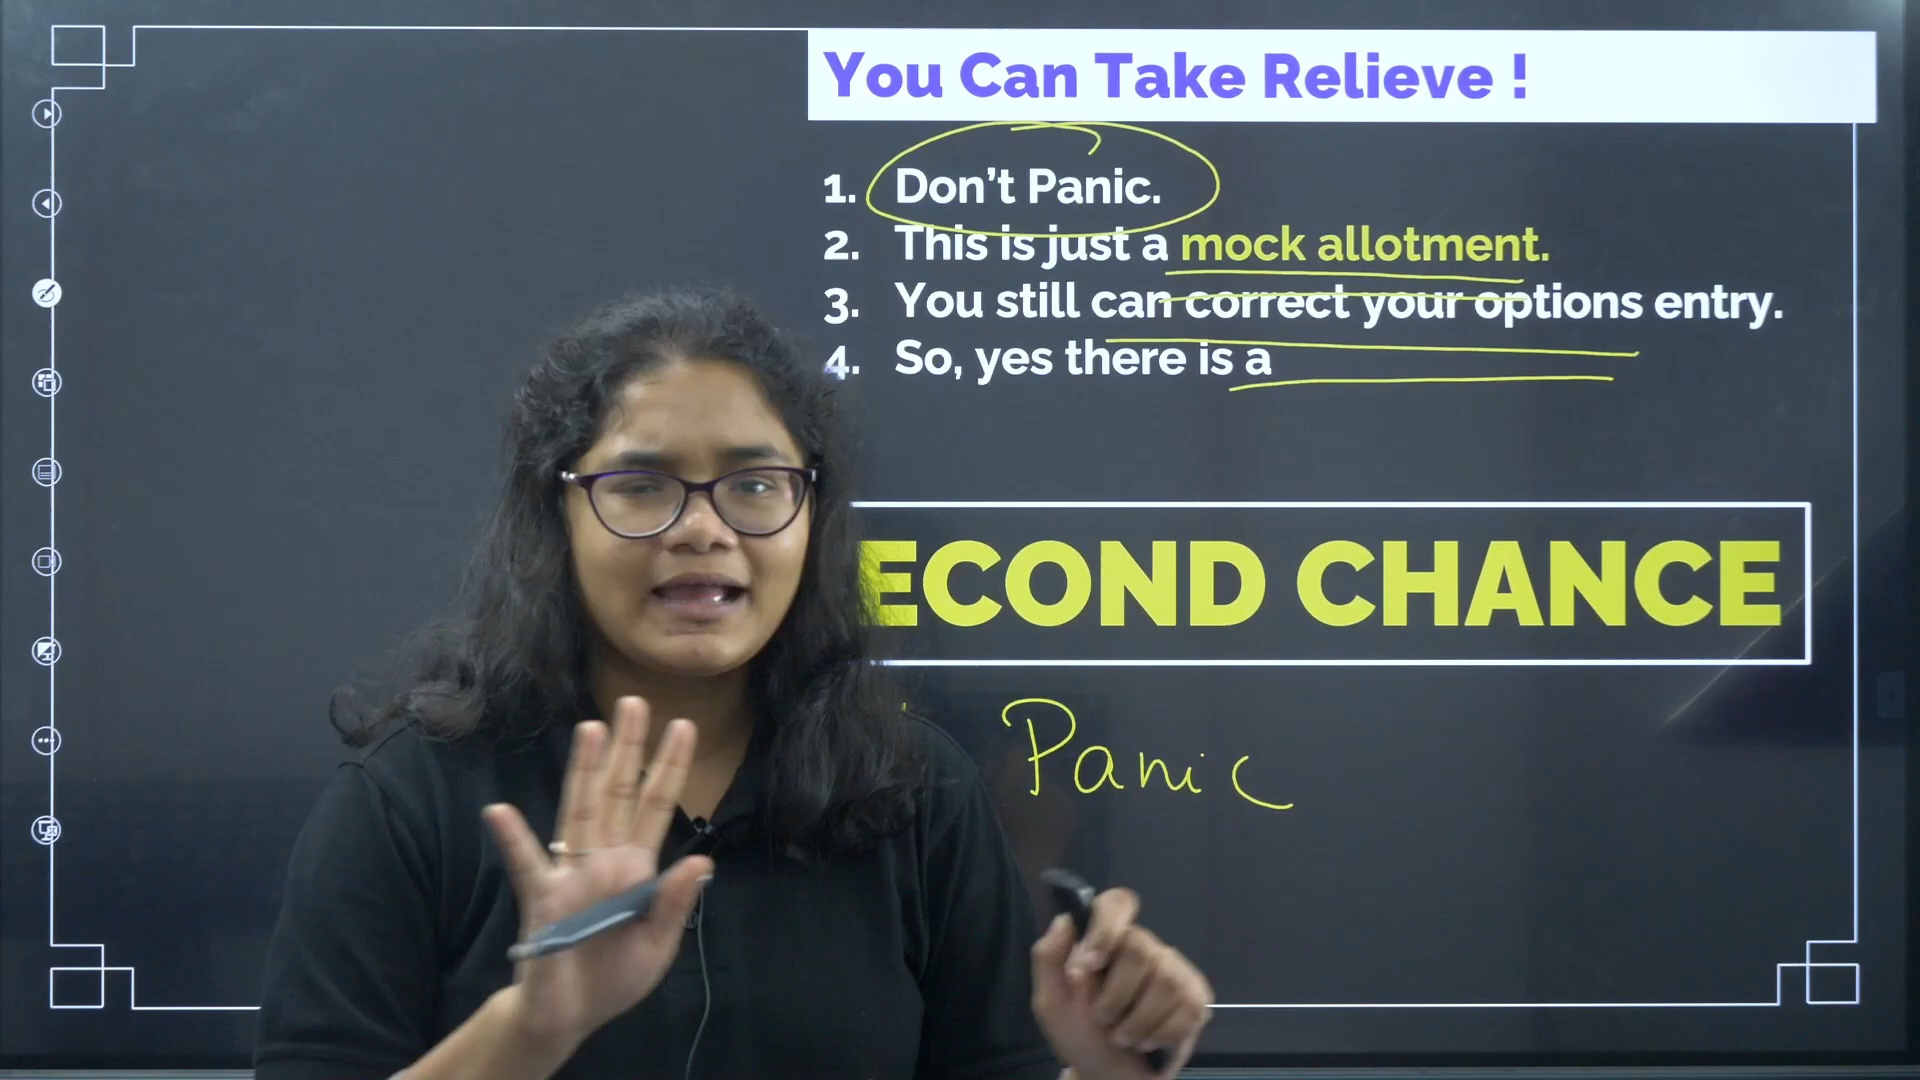 You Can Take Relieve !
1. Don't Panic.
2. This is just a mock allotment.
3. You still can correct your options entry.
4. So, yes there is a
ECOND CHANCE
Panic